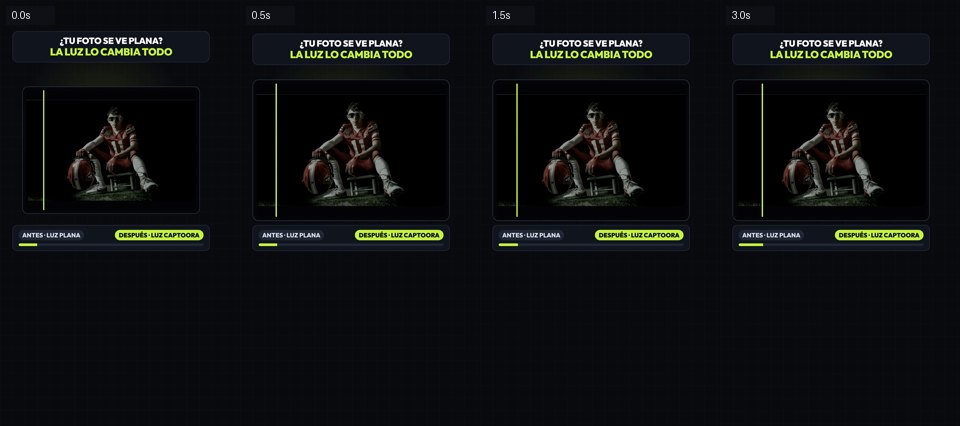 0.0s
¿TU FOTO SE VE PLANA?
LA LUZ LO CAMBIA TODO
ANTES · LUZ PLANA
DESPUÉS · LUZ CAPTOORA
0.5s
¿TU FOTO SE VE PLANA?
LA LUZ LO CAMBIA TODO
ANTES · LUZ PLANA
DESPUÉS · LUZ CAPTOORA
1.5s
¿TU FOTO SE VE PLANA?
LA LUZ LO CAMBIA TODO
ANTES · LUZ PLANA
DESPUÉS · LUZ CAPTOORA
3.0s
¿TU FOTO SE VE PLANA?
LA LUZ LO CAMBIA TODO
ANTES · LUZ PLANA
DESPUÉS · LUZ CAPTOORA